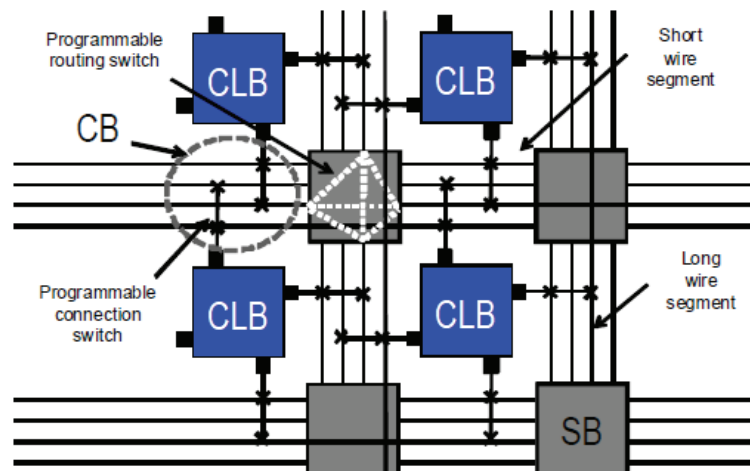 Programmable
routing switch
CLB
CLB
Short
wire
segment
CB
Programmable
connection
switch
CLB
CLB
Long
wire
segment
SB